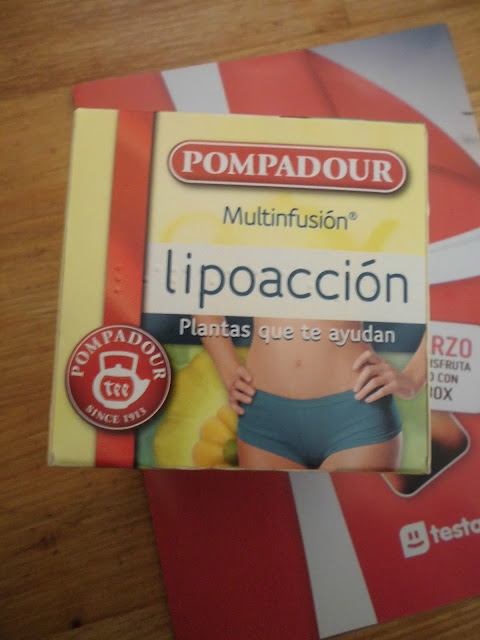 POMPADOUR
Multinfusión®
lipoacción
Plantas que te ayudan
POMPADOUR
tee
SINCE 1913
RZO
ISFRUTA
O CON
BOX
testa